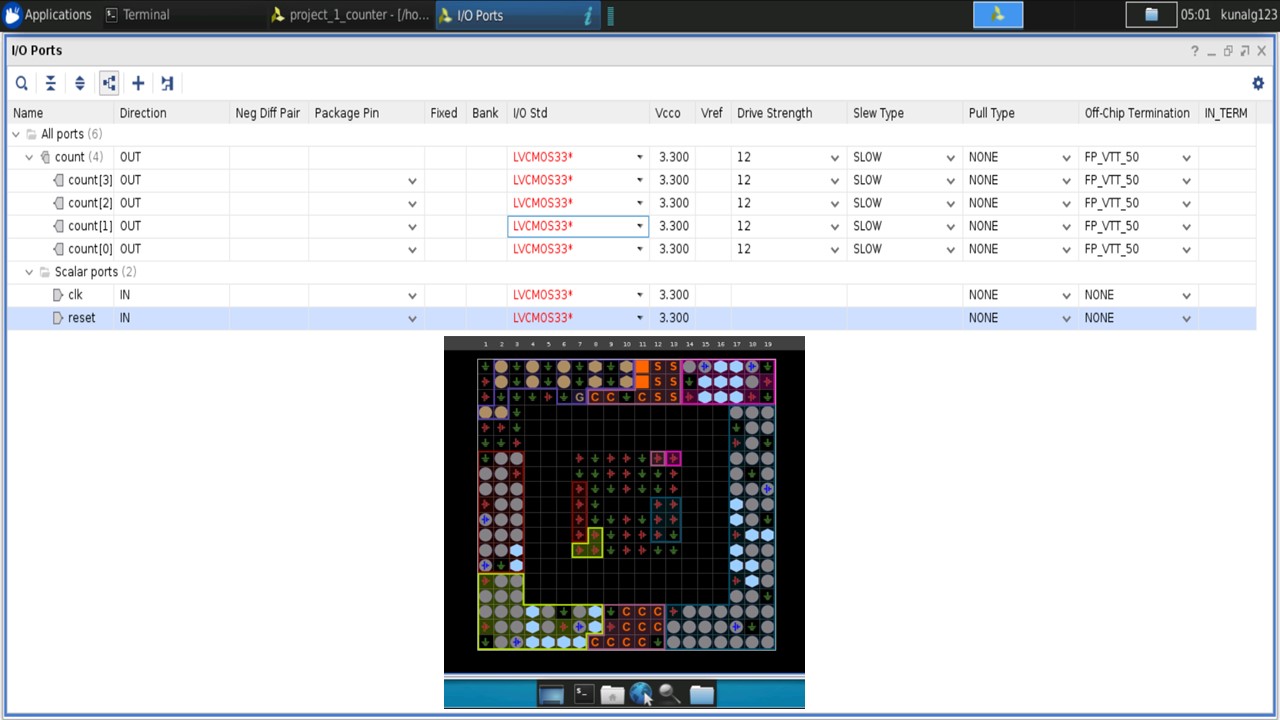 Applications Terminal project_1_counter - [/ho... I/O Ports 05:01 kunalg123
I/O Ports
Name Direction Neg Diff Pair Package Pin Fixed Bank I/O Std Vcco Vref Drive Strength Slew Type Pull Type Off-Chip Termination IN_TERM
All ports (6)
count (4) OUT LVCMOS33* 3.300 12 SLOW NONE FP_VTT_50
count[3] OUT LVCMOS33* 3.300 12 SLOW NONE FP_VTT_50
count[2] OUT LVCMOS33* 3.300 12 SLOW NONE FP_VTT_50
count[1] OUT LVCMOS33* 3.300 12 SLOW NONE FP_VTT_50
count[0] OUT LVCMOS33* 3.300 12 SLOW NONE FP_VTT_50
Scalar ports (2)
clk IN LVCMOS33* 3.300 NONE NONE
reset IN LVCMOS33* 3.300 NONE NONE
1 2 3 4 5 6 7 8 9 10 11 12 13 14 15 16 17 18 19
S S
S S
G C C C S S
C C C
C C C
C C C C